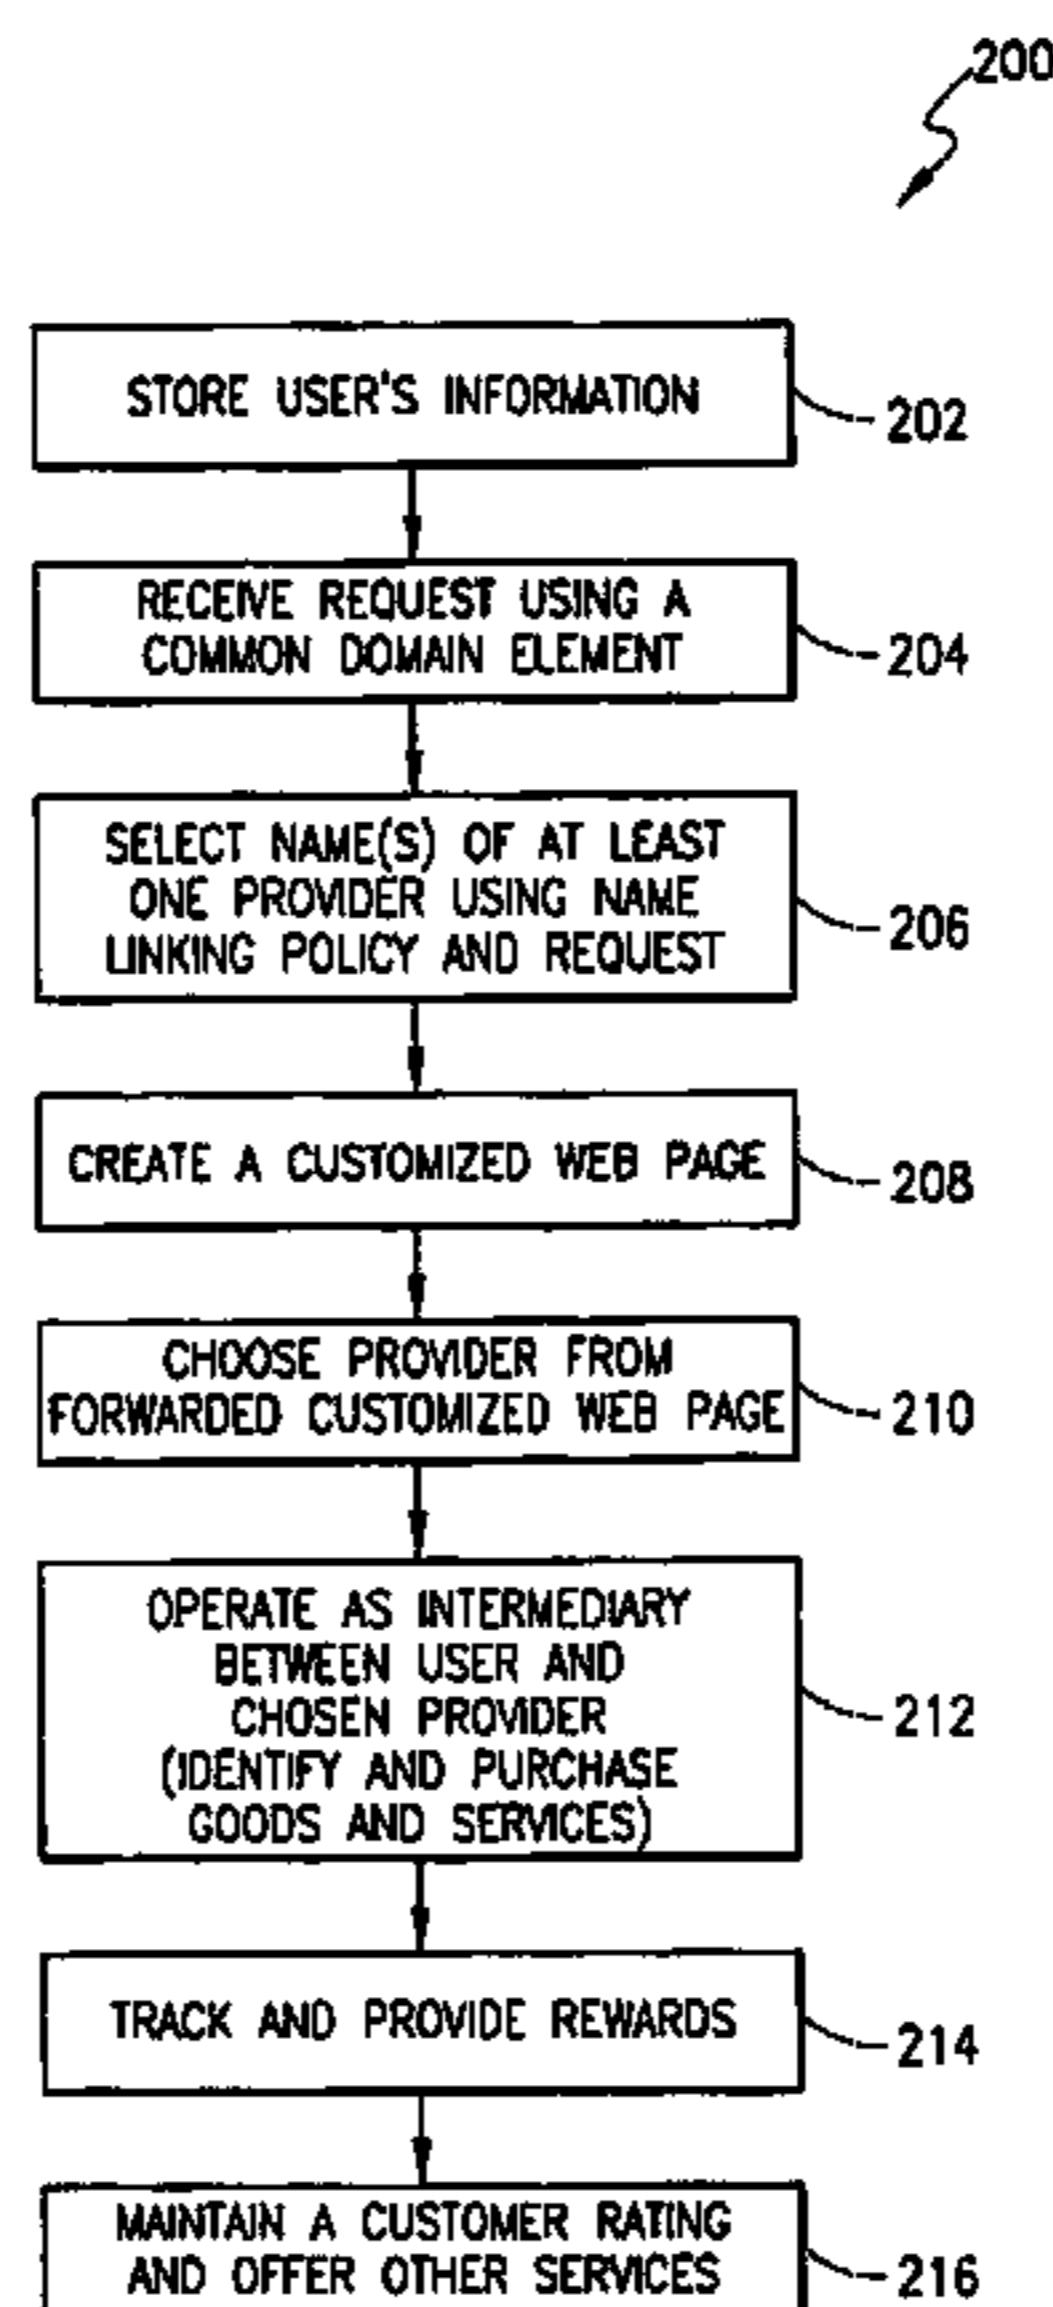 200
STORE USER'S INFORMATION
202
RECEIVE REQUEST USING A
COMMON DOMAIN ELEMENT
204
SELECT NAME(S) OF AT LEAST
ONE PROVIDER USING NAME
LINKING POLICY AND REQUEST
206
CREATE A CUSTOMIZED WEB PAGE
208
CHOOSE PROVIDER FROM
FORWARDED CUSTOMIZED WEB PAGE
210
OPERATE AS INTERMEDIARY
BETWEEN USER AND
CHOSEN PROVIDER
(IDENTIFY AND PURCHASE
GOODS AND SERVICES)
212
TRACK AND PROVIDE REWARDS
214
MAINTAIN A CUSTOMER RATING
AND OFFER OTHER SERVICES
216